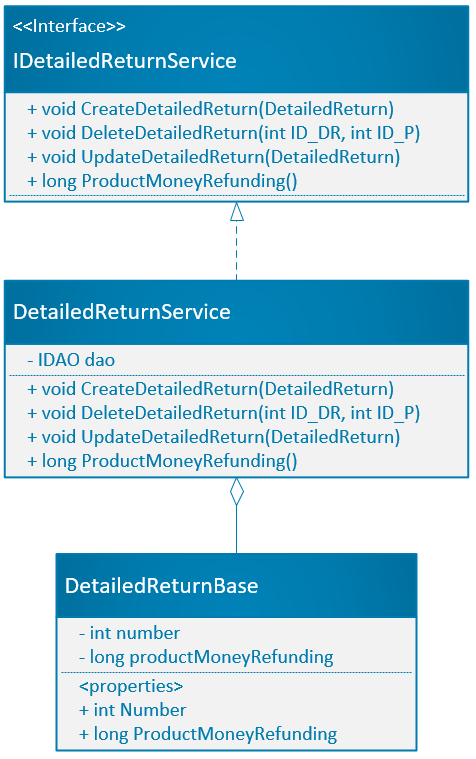 <<Interface>>
IDetailedReturnService
+ void CreateDetailedReturn(DetailedReturn)
+ void DeleteDetailedReturn(int ID_DR, int ID_P)
+ void UpdateDetailedReturn(DetailedReturn)
+ long ProductMoneyRefunding()
DetailedReturnService
- IDAO dao
+ void CreateDetailedReturn(DetailedReturn)
+ void DeleteDetailedReturn(int ID_DR, int ID_P)
+ void UpdateDetailedReturn(DetailedReturn)
+ long ProductMoneyRefunding()
DetailedReturnBase
- int number
- long productMoneyRefunding
<properties>
+ int Number
+ long ProductMoneyRefunding